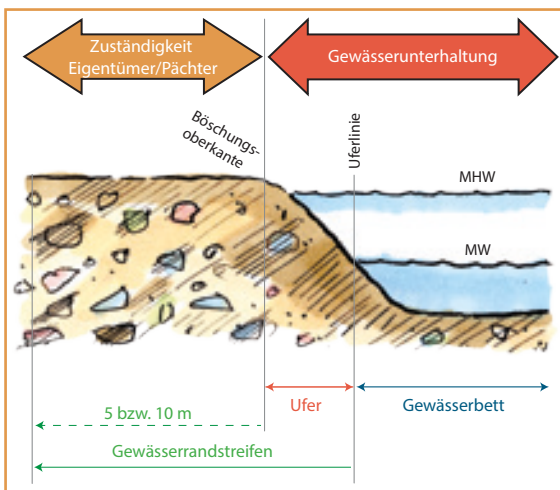 Zuständigkeit
Eigentümer/Pächter
Gewässerunterhaltung
Böschungs-
oberkante
Uferlinie
MHW
MW
5 bzw. 10 m
Ufer
Gewässerbett
Gewässerrandstreifen